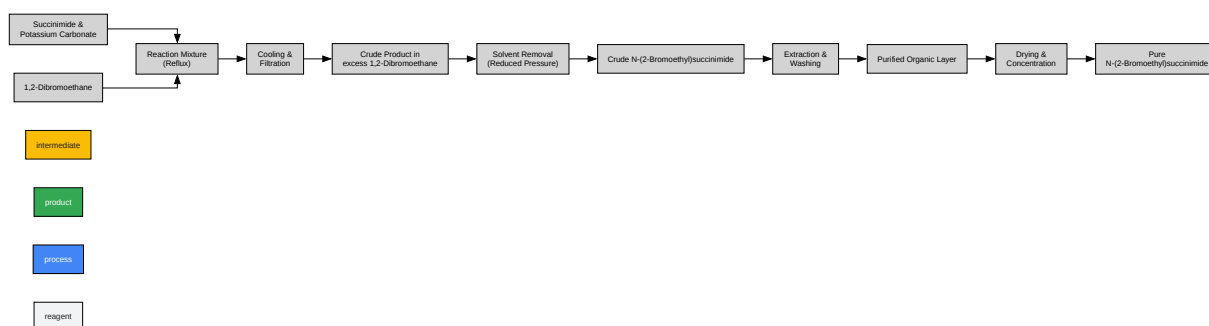 Succinimide &
Potassium Carbonate
1,2-Dibromoethane
Reaction Mixture
(Reflux)
Cooling &
Filtration
Crude Product in
excess 1,2-Dibromoethane
Solvent Removal
(Reduced Pressure)
Crude N-(2-Bromoethyl)succinimide
Extraction &
Washing
Purified Organic Layer
Drying &
Concentration
Pure
N-(2-Bromoethyl)succinimide
intermediate
product
process
reagent